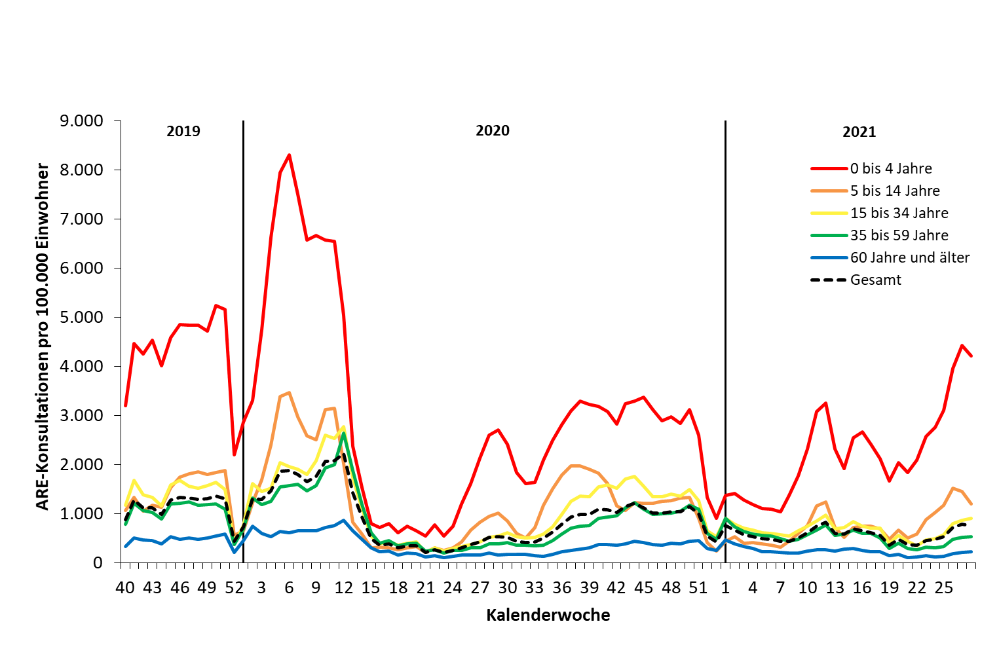 9.000
8.000
7.000
6.000
5.000
4.000
3.000
2.000
1.000
0
ARE-Konsultationen pro 100.000 Einwohner
2019 2020 2021
0 bis 4 Jahre
5 bis 14 Jahre
15 bis 34 Jahre
35 bis 59 Jahre
60 Jahre und älter
Gesamt
40 43 46 49 52 3 6 9 12 15 18 21 24 27 30 33 36 39 42 45 48 51 1 4 7 10 13 16 19 22 25
Kalenderwoche